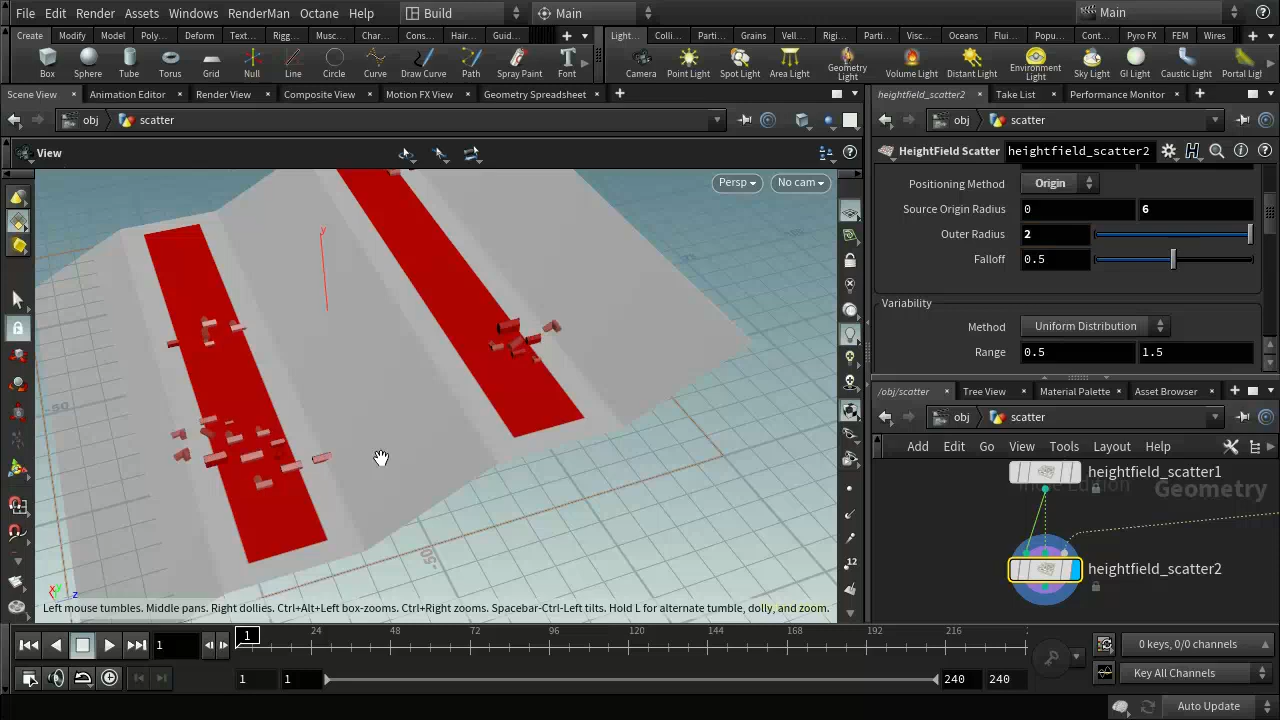 File Edit Render Assets Windows RenderMan Octane Help Build Main Main
Create Modify Model Poly... Deform Text... Rigg... Musc... Char... Cons... Hair... Guid... Light... Colli... Parti... Grains Vell... Rigi... Parti... Visc... Oceans Flui... Popu... Cont... Pyro FX FEM Wires
Box Sphere Tube Torus Grid Null Line Circle Curve Draw Curve Path Spray Paint Font Camera Point Light Spot Light Area Light Geometry Light Volume Light Distant Light Environment Light Sky Light GI Light Caustic Light Portal Ligl
Scene View Animation Editor Render View Composite View Motion FX View Geometry Spreadsheet heightfield_scatter2 Take List Performance Monitor
obj scatter obj scatter
View HeightField Scatter heightfield_scatter2
Persp No cam
Positioning Method Origin
Source Origin Radius 0 6
Outer Radius 2
Falloff 0.5
Variability
Method Uniform Distribution
Range 0.5 1.5
/obj/scatter Tree View Material Palette Asset Browser
obj scatter
Add Edit Go View Tools Layout Help
heightfield_scatter1
Geometry
heightfield_scatter2
y
-50
-50
12
x y z
Left mouse tumbles. Middle pans. Right dollies. Ctrl+Alt+Left box-zooms. Ctrl+Right zooms. Spacebar-Ctrl-Left tilts. Hold L for alternate tumble, dolly, and zoom.
1 1 24 48 72 96 120 144 168 192 216 0 keys, 0/0 channels
1 1 240 240 Key All Channels
Auto Update